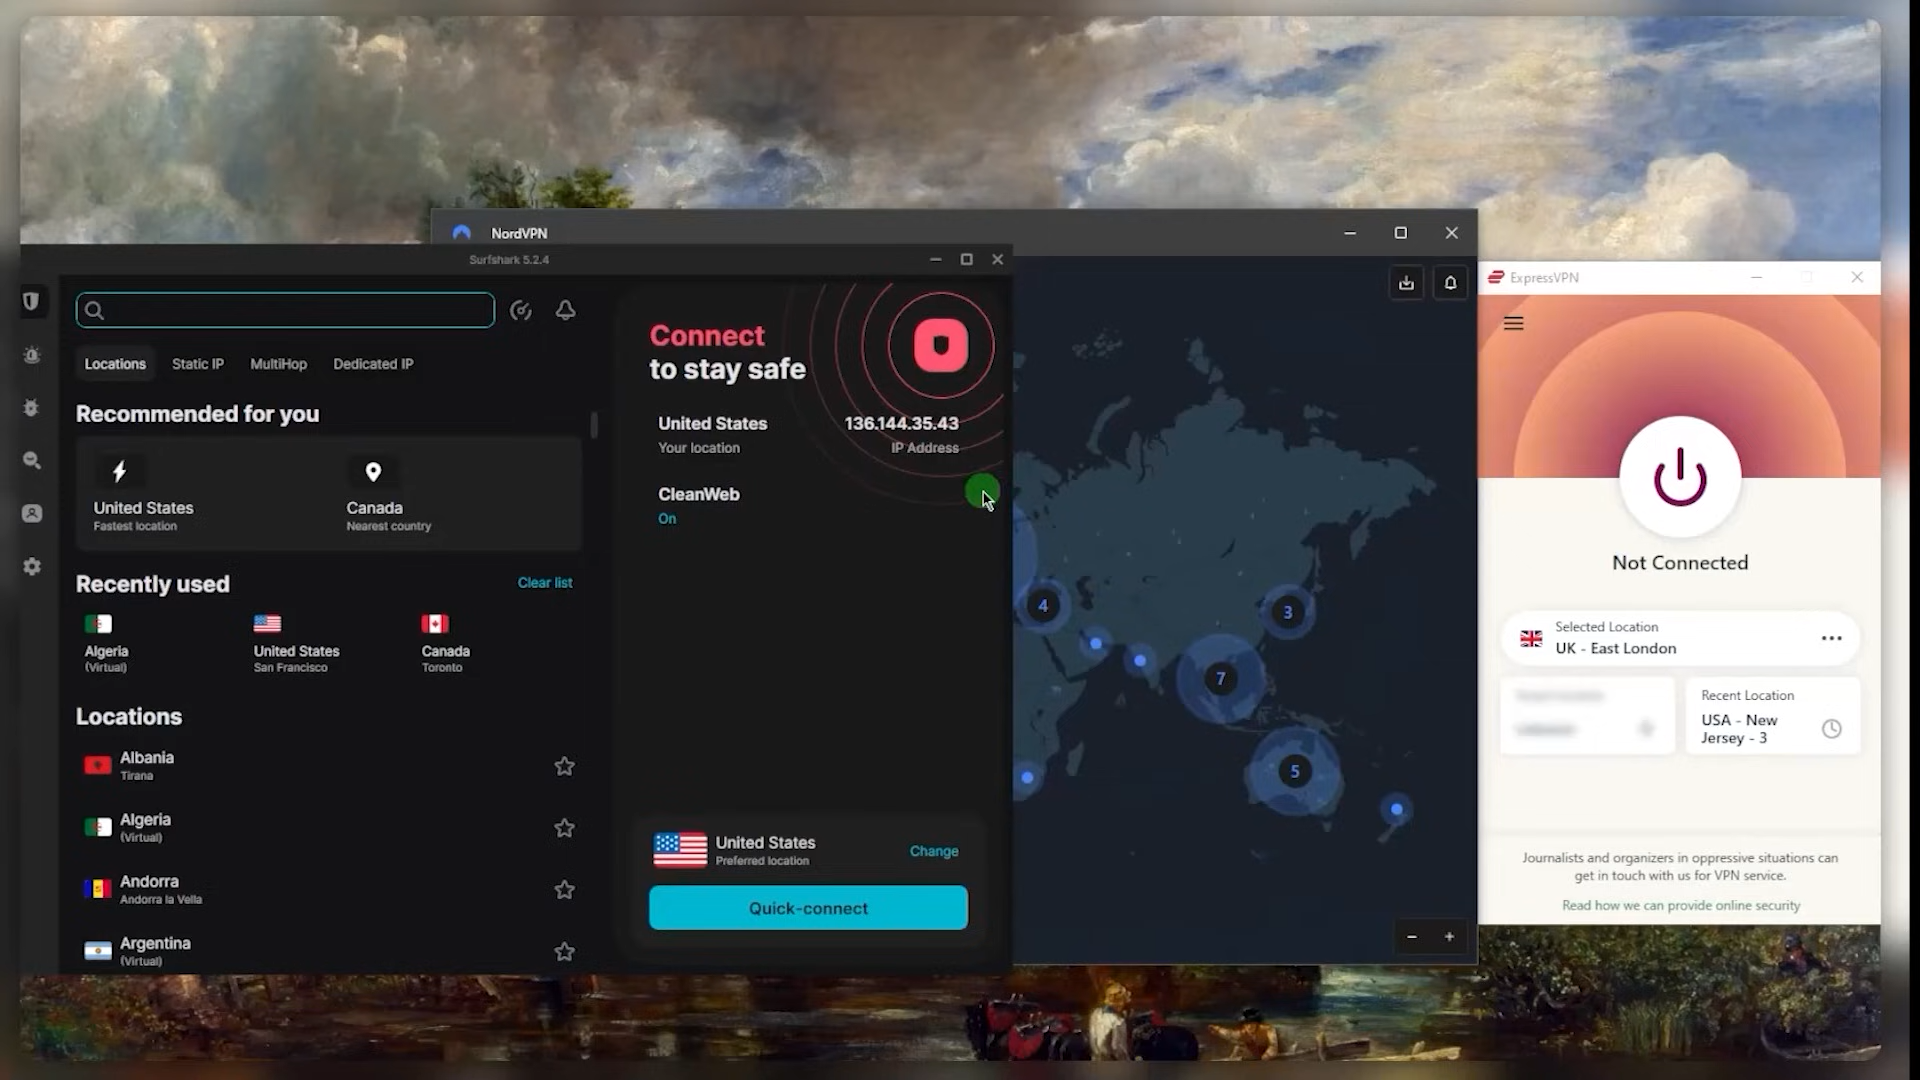 NordVPN
Surfshark 5.2.4
Locations
Static IP
MultiHop
Dedicated IP
Recommended for you
United States
Fastest location
Canada
Nearest country
Recently used
Clear list
Algeria
(Virtual)
United States
San Francisco
Canada
Toronto
Locations
Albania
Tirana
Algeria
(Virtual)
Andorra
Andorra la Vella
Argentina
(Virtual)
Connect
to stay safe
United States
136.144.35.43
Your location
IP Address
CleanWeb
On
United States
Preferred location
Change
Quick-connect
4
3
7
5
ExpressVPN
Not Connected
Selected Location
UK - East London
Recent Location
USA - New
Jersey - 3
Journalists and organizers in oppressive situations can
get in touch with us for VPN service.
Read how we can provide online security